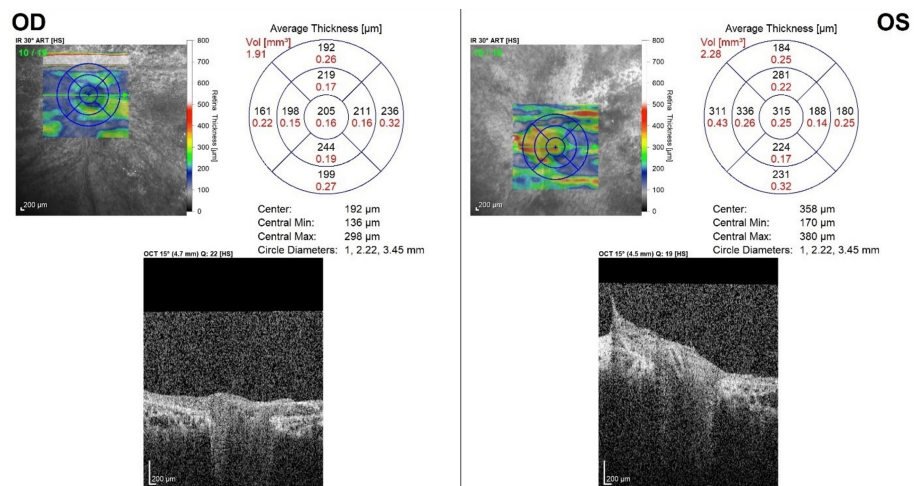 OD
IR 30° ART [HS]
10 / 16
800
700
600
500
400
300
200
100
0
Retina Thickness [µm]
200 µm
Average Thickness [µm]
Vol [mm³]
1.91
192
0.26
219
0.17
161 198 205 211 236
0.22 0.15 0.16 0.16 0.32
244
0.19
199
0.27
Center: 192 µm
Central Min: 136 µm
Central Max: 298 µm
Circle Diameters: 1, 2.22, 3.45 mm
OCT 15° (4.7 mm) Q: 22 [HS]
200 µm
OS
IR 30° ART [HS]
800
700
600
500
400
300
200
100
0
Retina Thickness [µm]
200 µm
Average Thickness [µm]
Vol [mm³]
2.28
184
0.25
281
0.22
311 336 315 188 180
0.43 0.26 0.25 0.14 0.25
224
0.17
231
0.32
Center: 358 µm
Central Min: 170 µm
Central Max: 380 µm
Circle Diameters: 1, 2.22, 3.45 mm
OCT 15° (4.5 mm) Q: 19 [HS]
200 µm